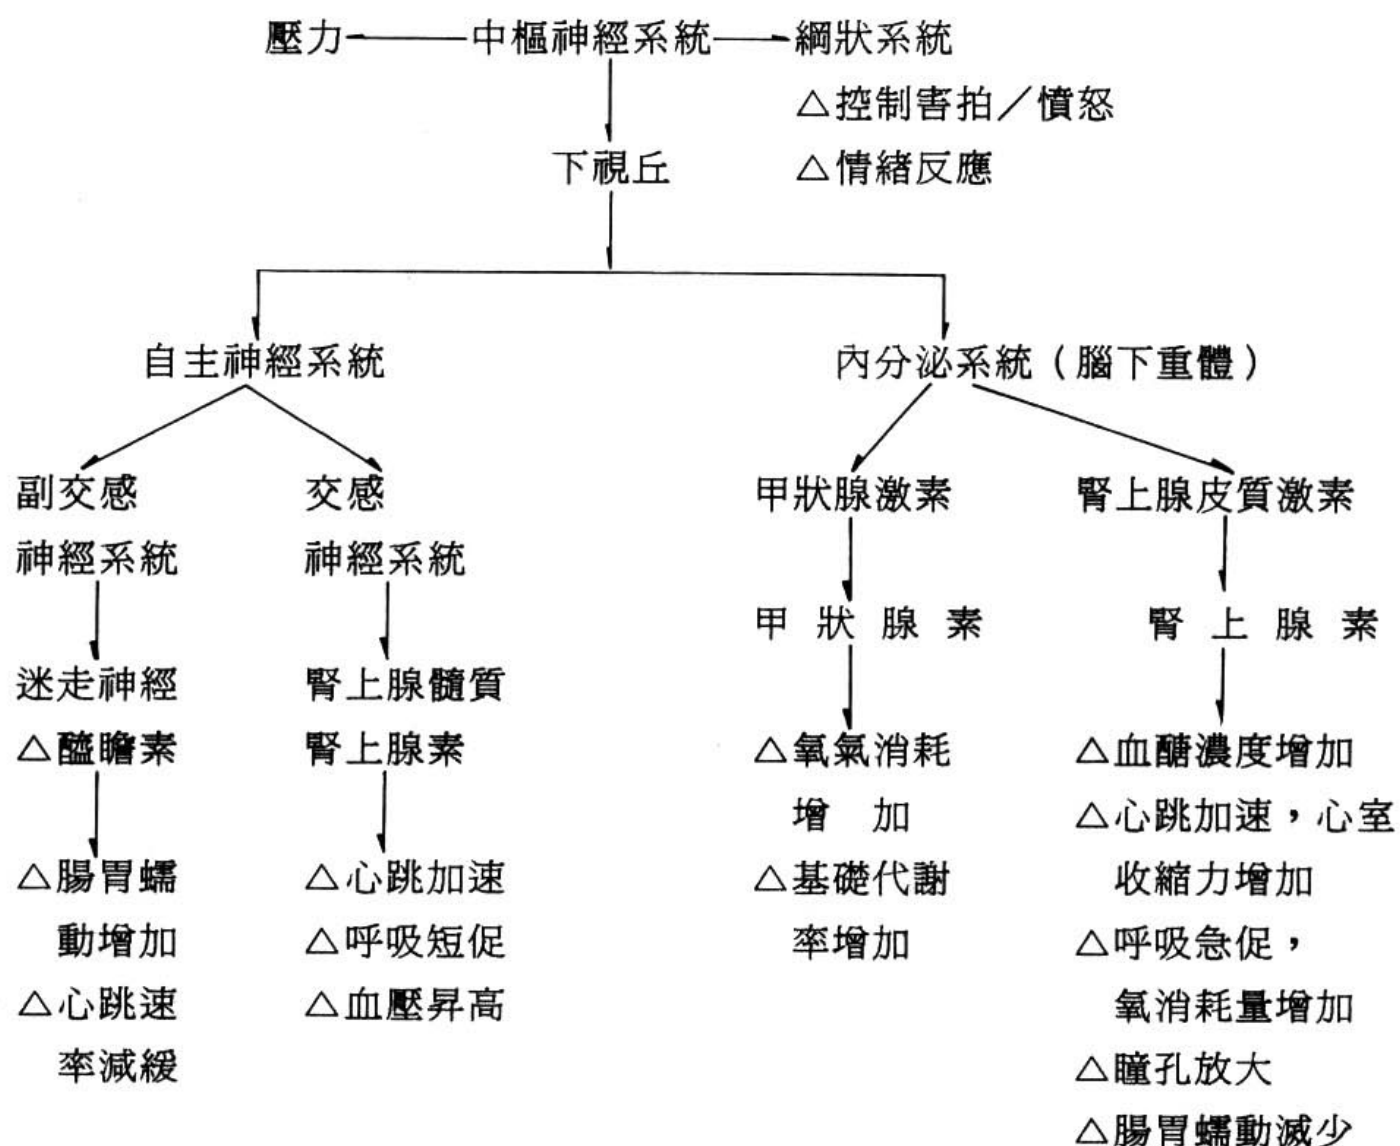 壓力 中樞神經系統 綱狀系統
△控制害拍／憤怒
下視丘 △情緒反應
自主神經系統 內分泌系統（腦下重體）
副交感 交感 甲狀腺激素 腎上腺皮質激素
神經系統 神經系統
甲狀腺素 腎上腺素
迷走神經 腎上腺髓質
△醯膽素 腎上腺素 △氧氣消耗 △血醣濃度增加
增加 △心跳加速，心室
△腸胃蠕 △心跳加速 △基礎代謝 收縮力增加
動增加 △呼吸短促 率增加 △呼吸急促，
△心跳速 △血壓昇高 氧消耗量增加
率減緩 △瞳孔放大
△腸胃蠕動減少